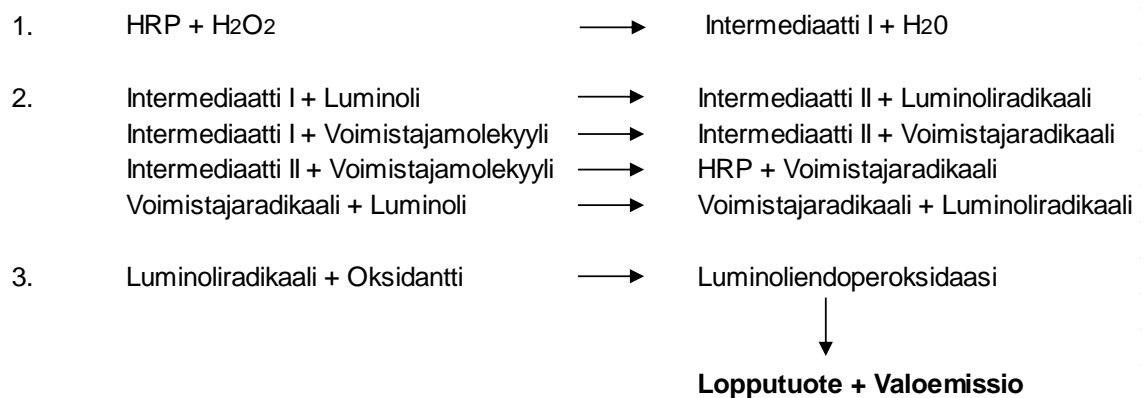 1. HRP + H2O2 → Intermediaatti I + H20
2. Intermediaatti I + Luminoli → Intermediaatti II + Luminoliradikaali
Intermediaatti I + Voimistajamolekyyli → Intermediaatti II + Voimistajaradikaali
Intermediaatti II + Voimistajamolekyyli → HRP + Voimistajaradikaali
Voimistajaradikaali + Luminoli → Voimistajaradikaali + Luminoliradikaali
3. Luminoliradikaali + Oksidantti → Luminoliendoperoksidaasi
Lopputuote + Valoemissio